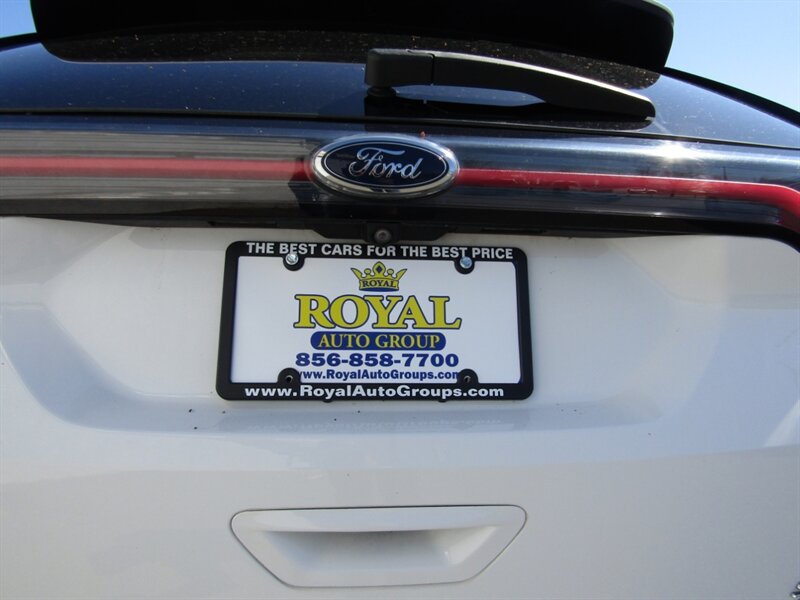 Ford
THE BEST CARS FOR THE BEST PRICE
ROYAL
ROYAL
AUTO GROUP
856-858-7700
www.RoyalAutoGroups.com
www.RoyalAutoGroups.com